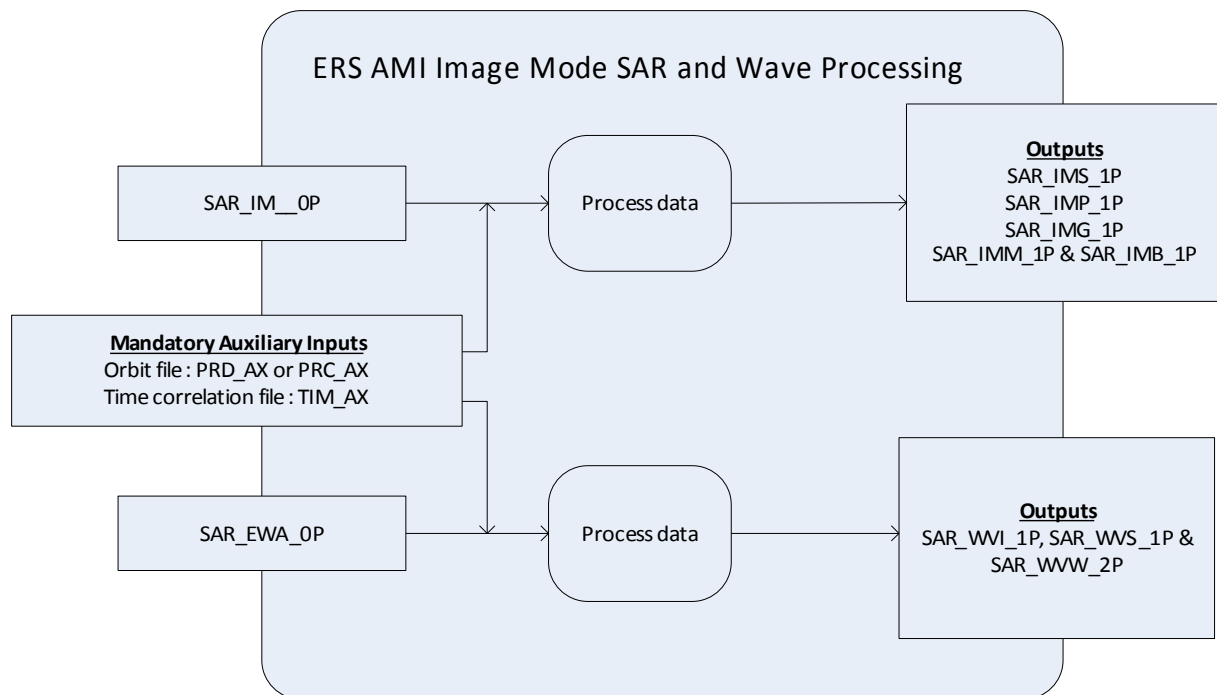 ERS AMI Image Mode SAR and Wave Processing
SAR_IM__0P
Process data
Outputs
SAR_IMS_1P
SAR_IMP_1P
SAR_IMG_1P
SAR_IMM_1P & SAR_IMB_1P
Mandatory Auxiliary Inputs
Orbit file : PRD_AX or PRC_AX
Time correlation file : TIM_AX
SAR_EWA_0P
Process data
Outputs
SAR_WVI_1P, SAR_WVS_1P &
SAR_WVW_2P